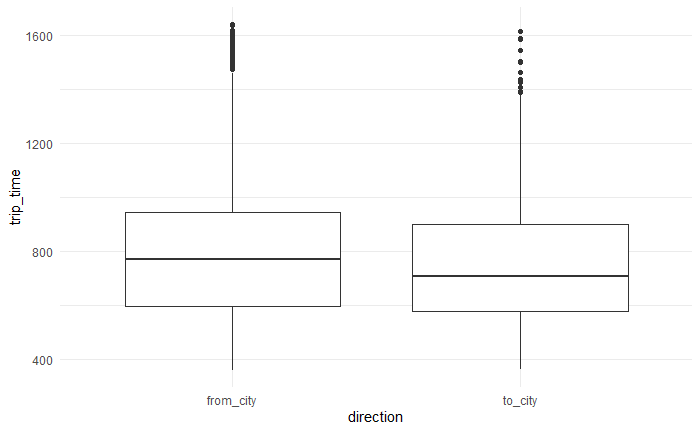 1600
1200
800
400
trip_time
from_city to_city
direction